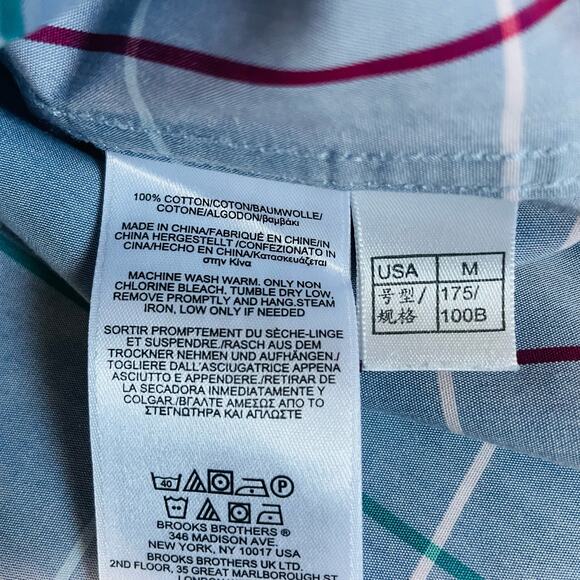 100% COTTON/COTON/BAUMWOLLE/
COTONE/ALGODON/βαμβάκι
MADE IN CHINA/FABRIQUÉ EN CHINE/IN
CHINA HERGESTELLT /CONFEZIONATO IN
CINA/HECHO EN CHINA/Κατασκευάζεται
στην Κίνα
MACHINE WASH WARM. ONLY NON
CHLORINE BLEACH. TUMBLE DRY LOW,
REMOVE PROMPTLY AND HANG.STEAM
IRON, LOW ONLY IF NEEDED
SORTIR PROMPTEMENT DU SÈCHE-LINGE
ET SUSPENDRE./RASCH AUS DEM
TROCKNER NEHMEN UND AUFHÄNGEN./
TOGLIERE DALL'ASCIUGATRICE APPENA
ASCIUTTO E APPENDERE./RETIRAR DE
LA SECADORA INMEDIATAMENTE Y
COLGAR./ΒΓΑΛΤΕ ΑΜΕΣΩΣ ΑΠΟ ΤΟ
ΣΤΕΓΝΩΤΗΡΑ ΚΑΙ ΑΠΛΩΣΤΕ
40 P
BROOKS BROTHERS ®
346 MADISON AVE.
NEW YORK, NY 10017 USA
BROOKS BROTHERS UK LTD.
2ND FLOOR, 35 GREAT MARLBOROUGH ST
USA M
号型/ 175/
规格 100B